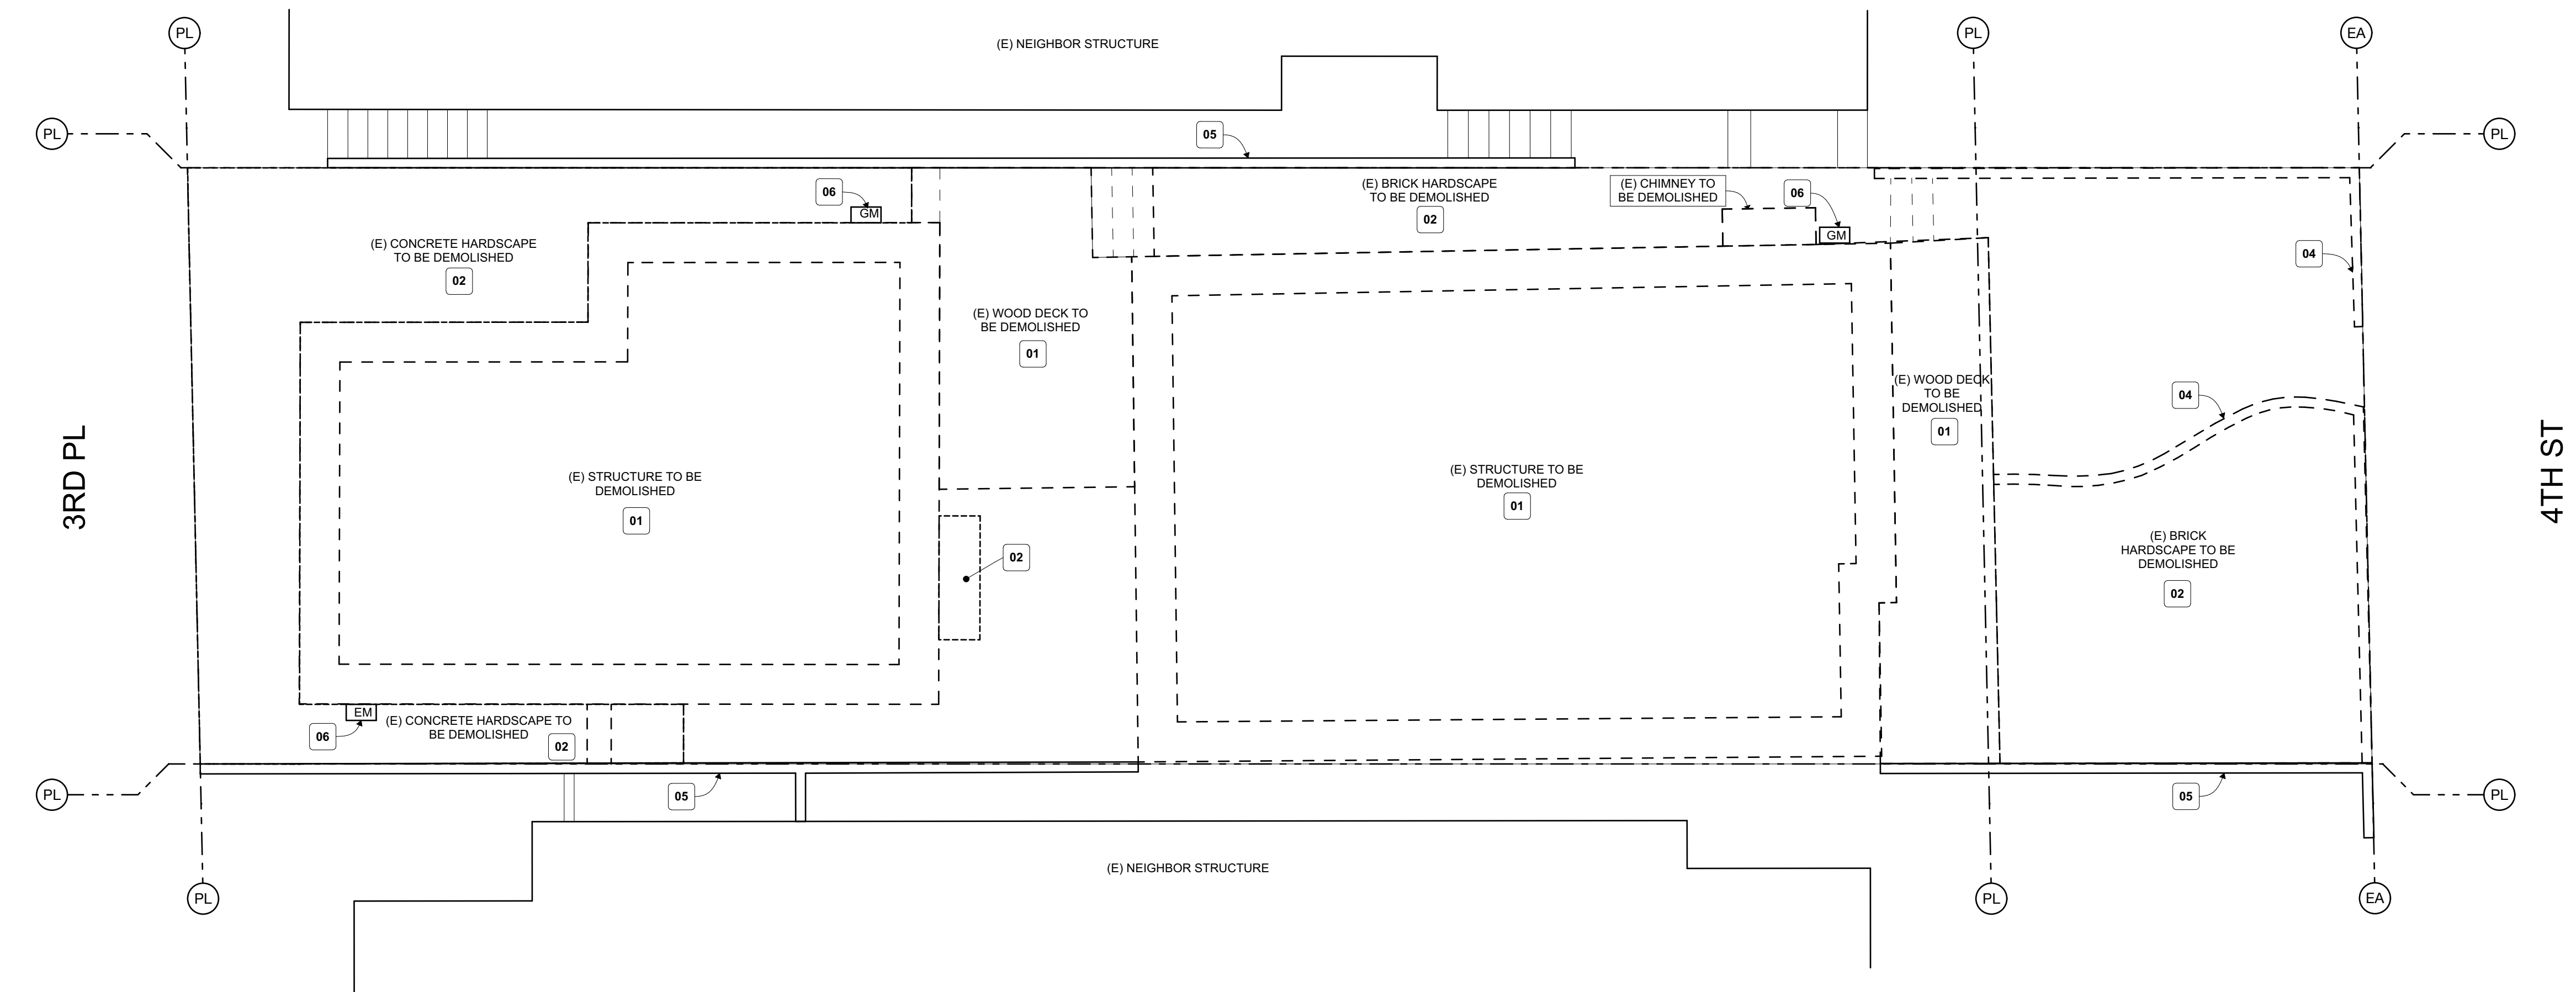 PL
PL
EA
(E) NEIGHBOR STRUCTURE
PL
05
PL
06
GM
(E) BRICK HARDSCAPE
TO BE DEMOLISHED
02
(E) CHIMNEY TO
BE DEMOLISHED
06
GM
(E) CONCRETE HARDSCAPE
TO BE DEMOLISHED
02
04
(E) WOOD DECK TO
BE DEMOLISHED
01
(E) WOOD DECK
TO BE
DEMOLISHED
01
04
3RD PL
(E) STRUCTURE TO BE
DEMOLISHED
01
(E) STRUCTURE TO BE
DEMOLISHED
01
4TH ST
02
(E) BRICK
HARDSCAPE TO BE
DEMOLISHED
02
EM
06
(E) CONCRETE HARDSCAPE TO
BE DEMOLISHED
02
PL
05
05
PL
(E) NEIGHBOR STRUCTURE
PL
PL
EA